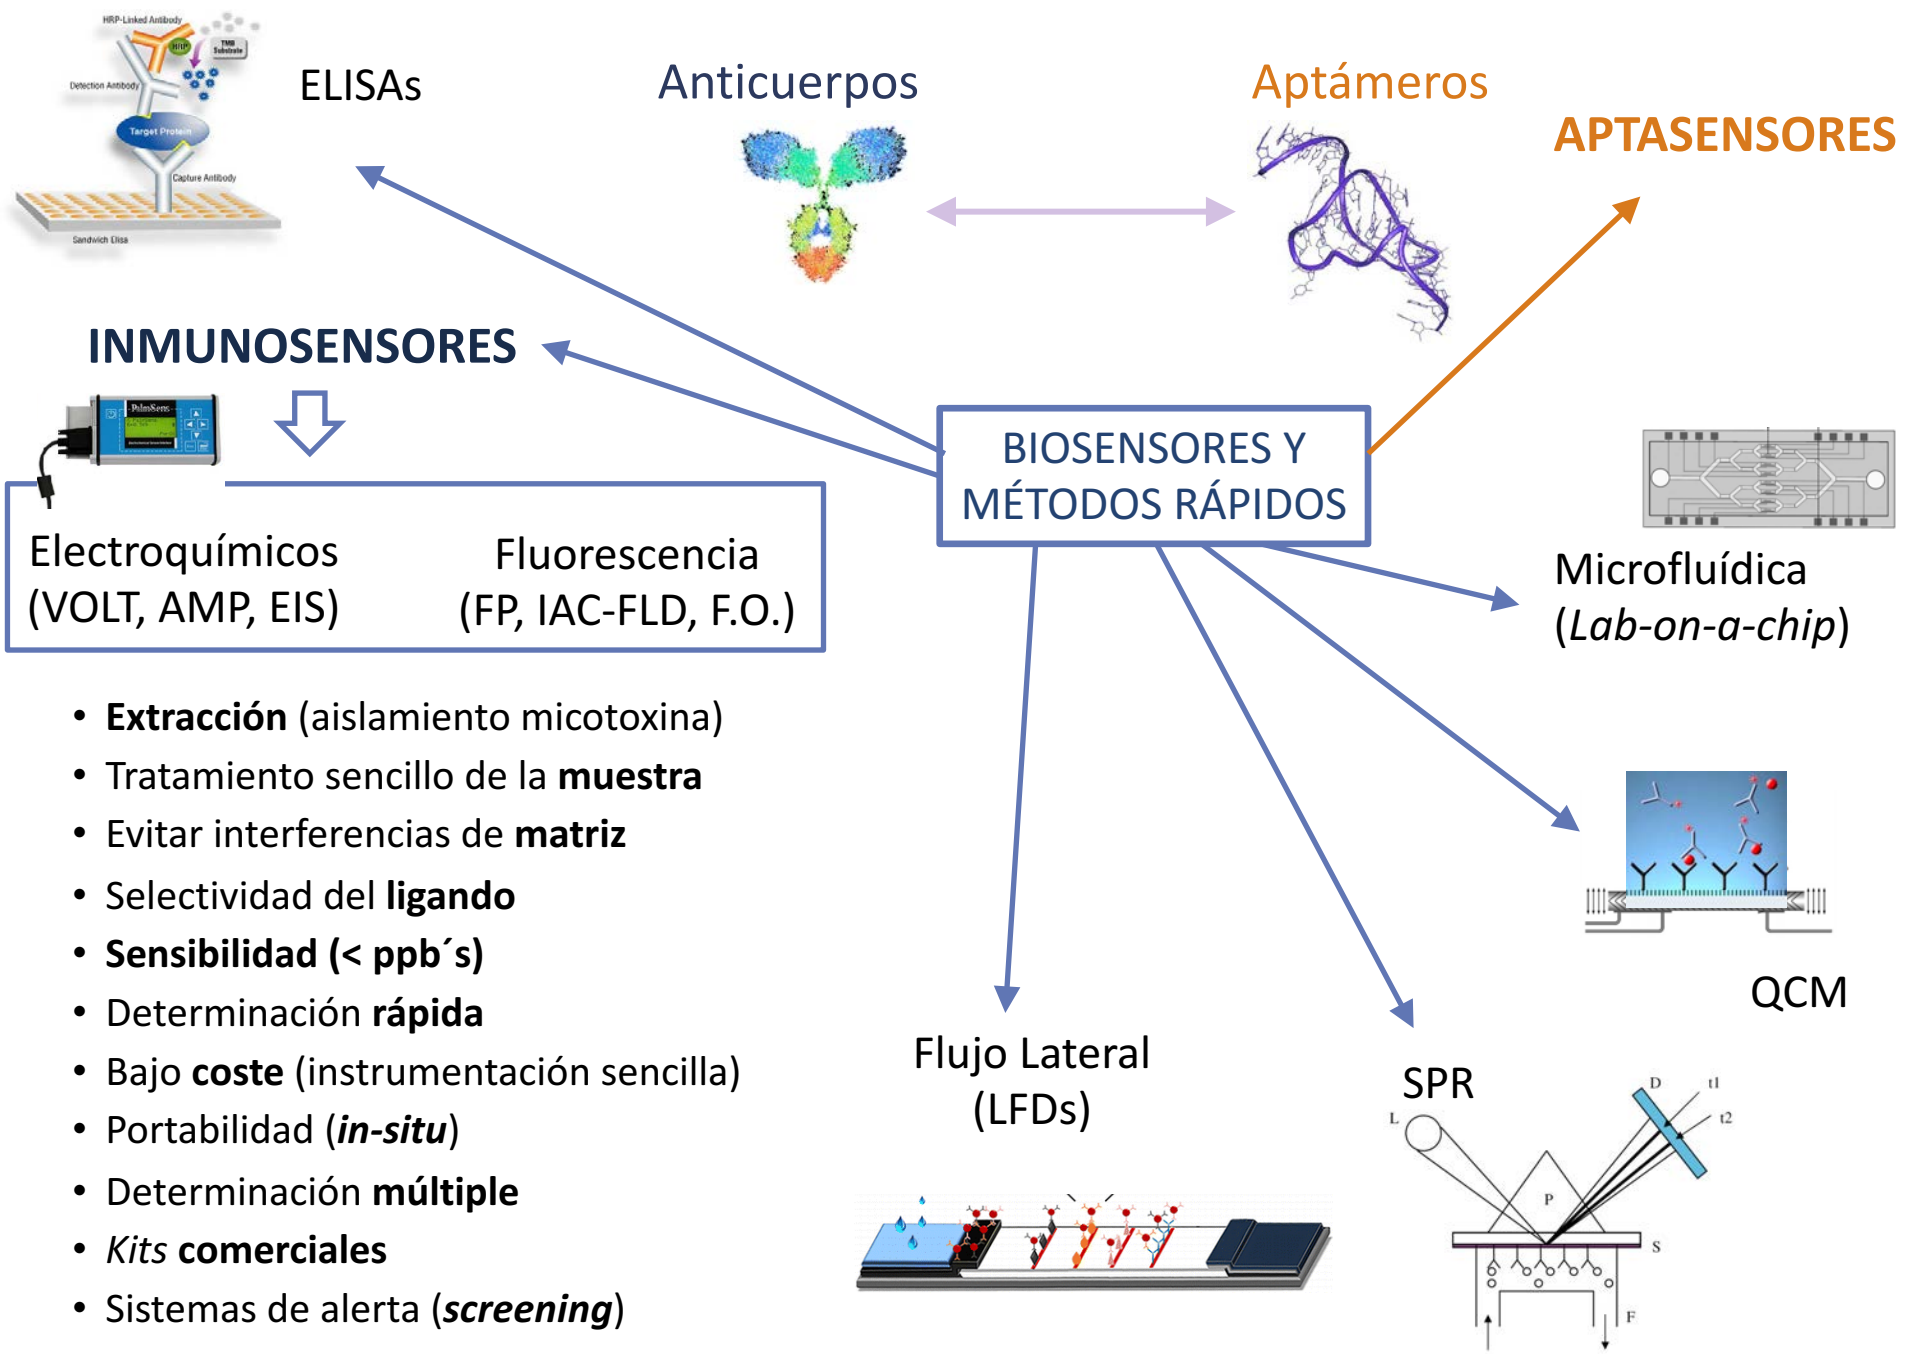 HRP-Linked Antibody
HRP
TMB
Substrate
Detection Antibody
Target Protein
Capture Antibody
Sandwich Elisa
ELISAs
Anticuerpos
Aptámeros
APTASENSORES
INMUNOSENSORES
PalmSens
BIOSENSORES Y
MÉTODOS RÁPIDOS
Electroquímicos
(VOLT, AMP, EIS)
Fluorescencia
(FP, IAC-FLD, F.O.)
Microfluídica
(Lab-on-a-chip)
• Extracción (aislamiento micotoxina)
• Tratamiento sencillo de la muestra
• Evitar interferencias de matriz
• Selectividad del ligando
• Sensibilidad (< ppb´s)
• Determinación rápida
• Bajo coste (instrumentación sencilla)
• Portabilidad (in-situ)
• Determinación múltiple
• Kits comerciales
• Sistemas de alerta (screening)
Flujo Lateral
(LFDs)
QCM
SPR
L
D
t1
t2
P
S
F